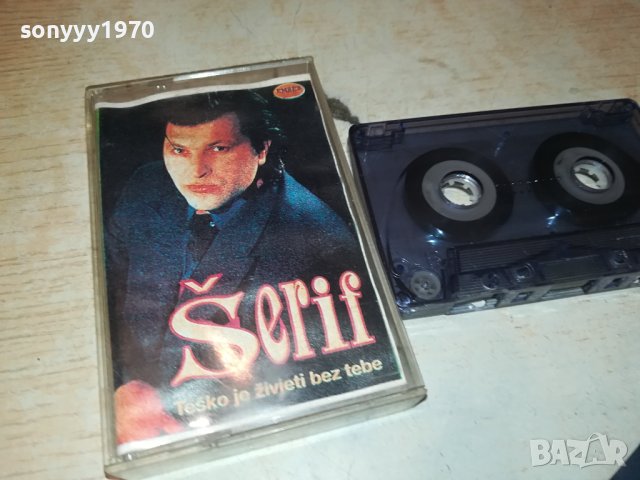 sonyyy1970
Šerif
Teško je živjeti bez tebe
BAZAR